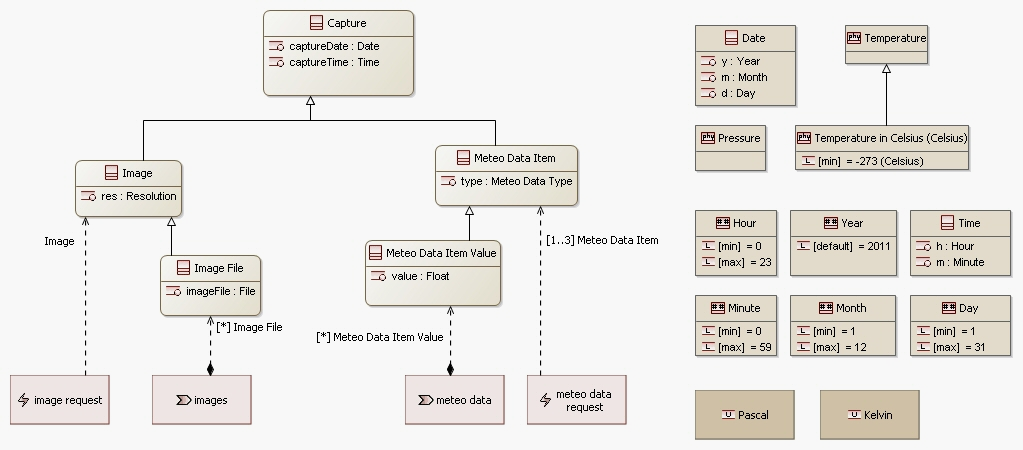 Capture
captureDate : Date
captureTime : Time
Image
res : Resolution
Meteo Data Item
type : Meteo Data Type
Image
[1..3] Meteo Data Item
Image File
imageFile : File
Meteo Data Item Value
value : Float
[*] Image File
[*] Meteo Data Item Value
image request
images
meteo data
meteo data
request
Date
y : Year
m : Month
d : Day
phy Temperature
phy Pressure
phy Temperature in Celsius (Celsius)
L [min] = -273 (Celsius)
## Hour
L [min] = 0
L [max] = 23
## Year
L [default] = 2011
Time
h : Hour
m : Minute
## Minute
L [min] = 0
L [max] = 59
## Month
L [min] = 1
L [max] = 12
## Day
L [min] = 1
L [max] = 31
U Pascal
U Kelvin